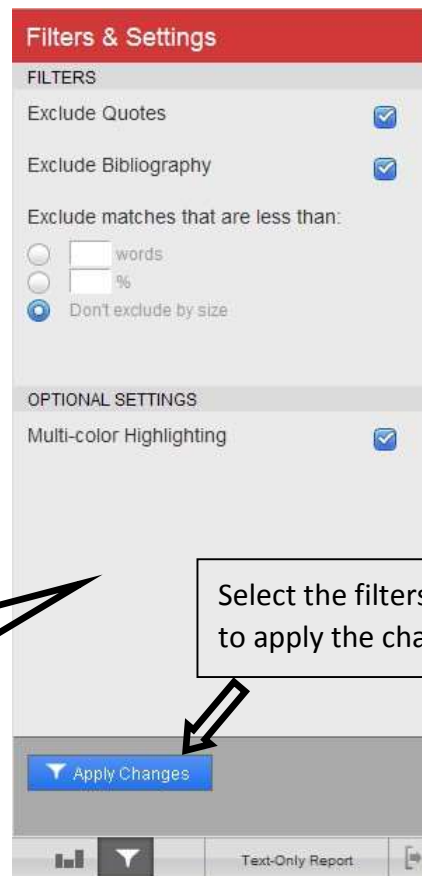 Filters & Settings
FILTERS
Exclude Quotes
Exclude Bibliography
Exclude matches that are less than:
words
%
Don't exclude by size
OPTIONAL SETTINGS
Multi-color Highlighting
Select the filters
to apply the cha
Apply Changes
Text-Only Report